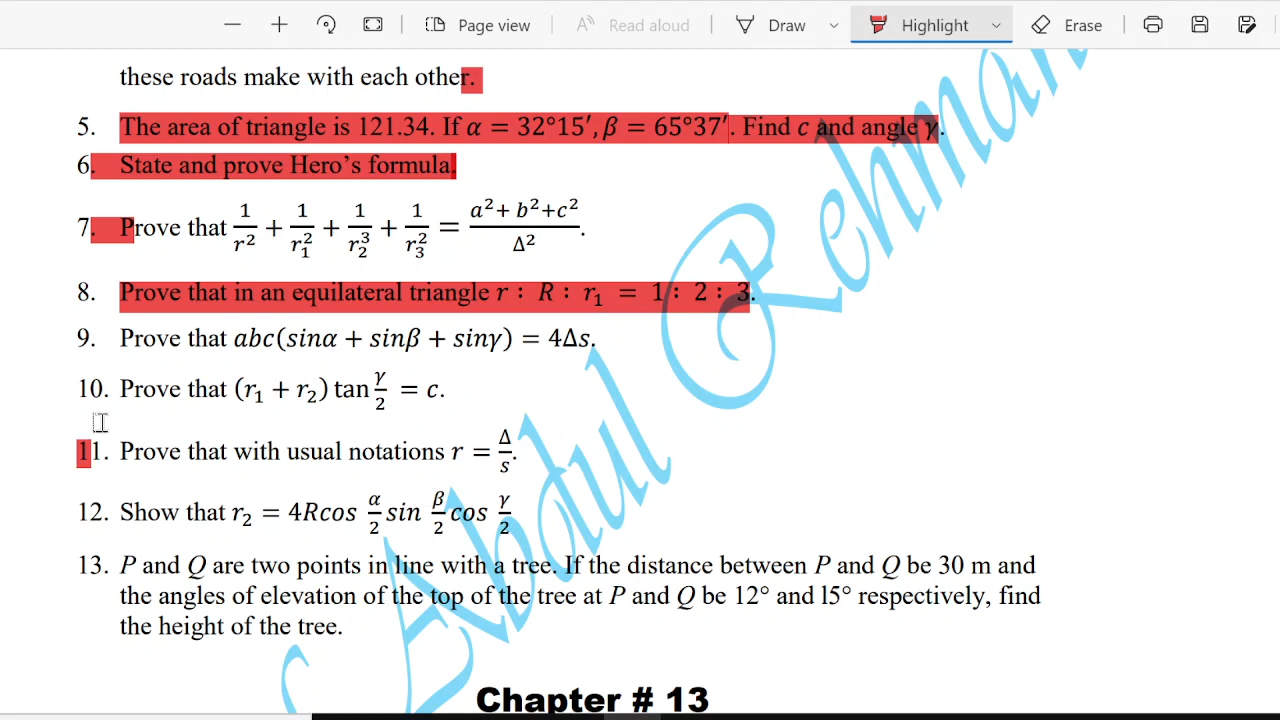 Page view Read aloud Draw Highlight Erase
these roads make with each other.
5. The area of triangle is 121.34. If α = 32°15′, β = 65°37′. Find c and angle γ.
6. State and prove Hero’s formula.
7. Prove that 1/r² + 1/r₁² + 1/r₂³ + 1/r₃² = (a²+ b²+c²)/Δ².
8. Prove that in an equilateral triangle r : R : r₁ = 1 : 2 : 3.
9. Prove that abc(sinα + sinβ + sinγ) = 4Δs.
10. Prove that (r₁ + r₂) tan γ/2 = c.
11. Prove that with usual notations r = Δ/s.
12. Show that r₂ = 4Rcos α/2 sin β/2 cos γ/2
13. P and Q are two points in line with a tree. If the distance between P and Q be 30 m and
the angles of elevation of the top of the tree at P and Q be 12° and 15° respectively, find
the height of the tree.
Chapter # 13
Abdul Rehman